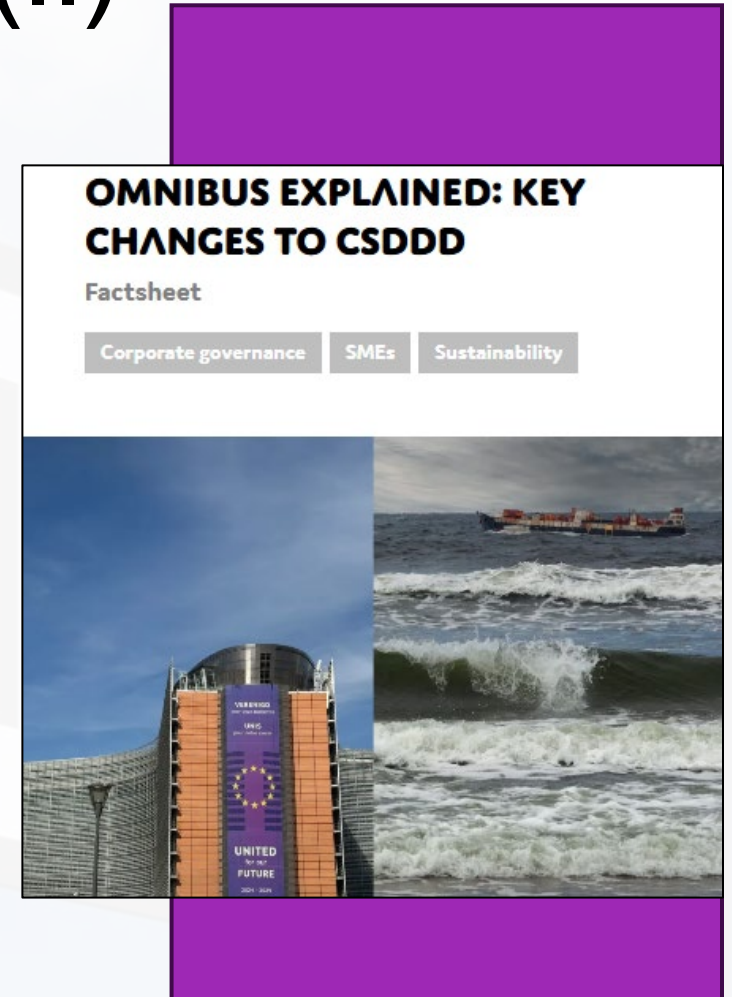 OMNIBUS EXPLAINED: KEY
CHANGES TO CSDDD
Factsheet
Corporate governance SMEs Sustainability
UNITED
for our
FUTURE